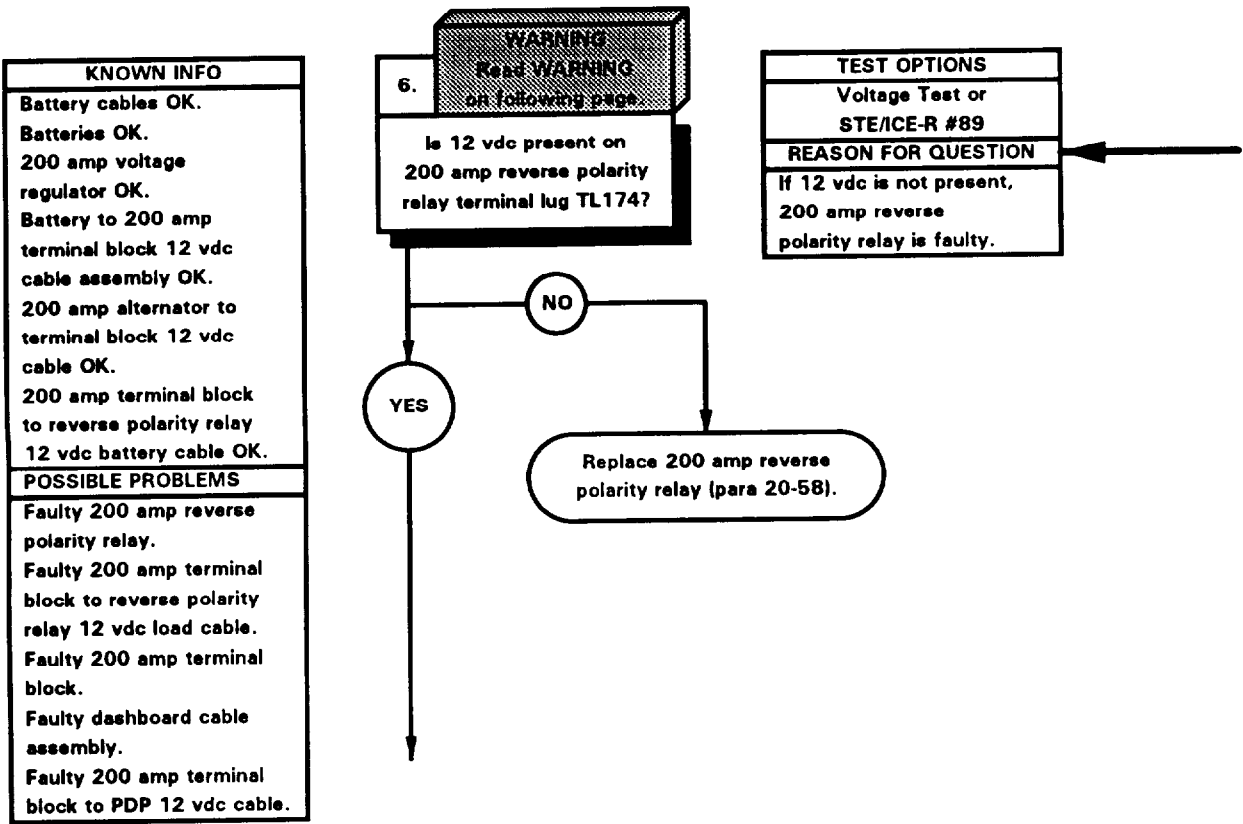 KNOWN INFO
Battery cables OK.
Batteries OK.
200 amp voltage
regulator OK.
Battery to 200 amp
terminal block 12 vdc
cable assembly OK.
200 amp alternator to
terminal block 12 vdc
cable OK.
200 amp terminal block
to reverse polarity relay
12 vdc battery cable OK.
POSSIBLE PROBLEMS
Faulty 200 amp reverse
polarity relay.
Faulty 200 amp terminal
block to reverse polarity
relay 12 vdc load cable.
Faulty 200 amp terminal
block.
Faulty dashboard cable
assembly.
Faulty 200 amp terminal
block to PDP 12 vdc cable.
WARNING
Read WARNING
on following page.
6.
Is 12 vdc present on
200 amp reverse polarity
relay terminal lug TL174?
NO
YES
Replace 200 amp reverse
polarity relay (para 20-58).
TEST OPTIONS
Voltage Test or
STE/ICE-R #89
REASON FOR QUESTION
If 12 vdc is not present,
200 amp reverse
polarity relay is faulty.